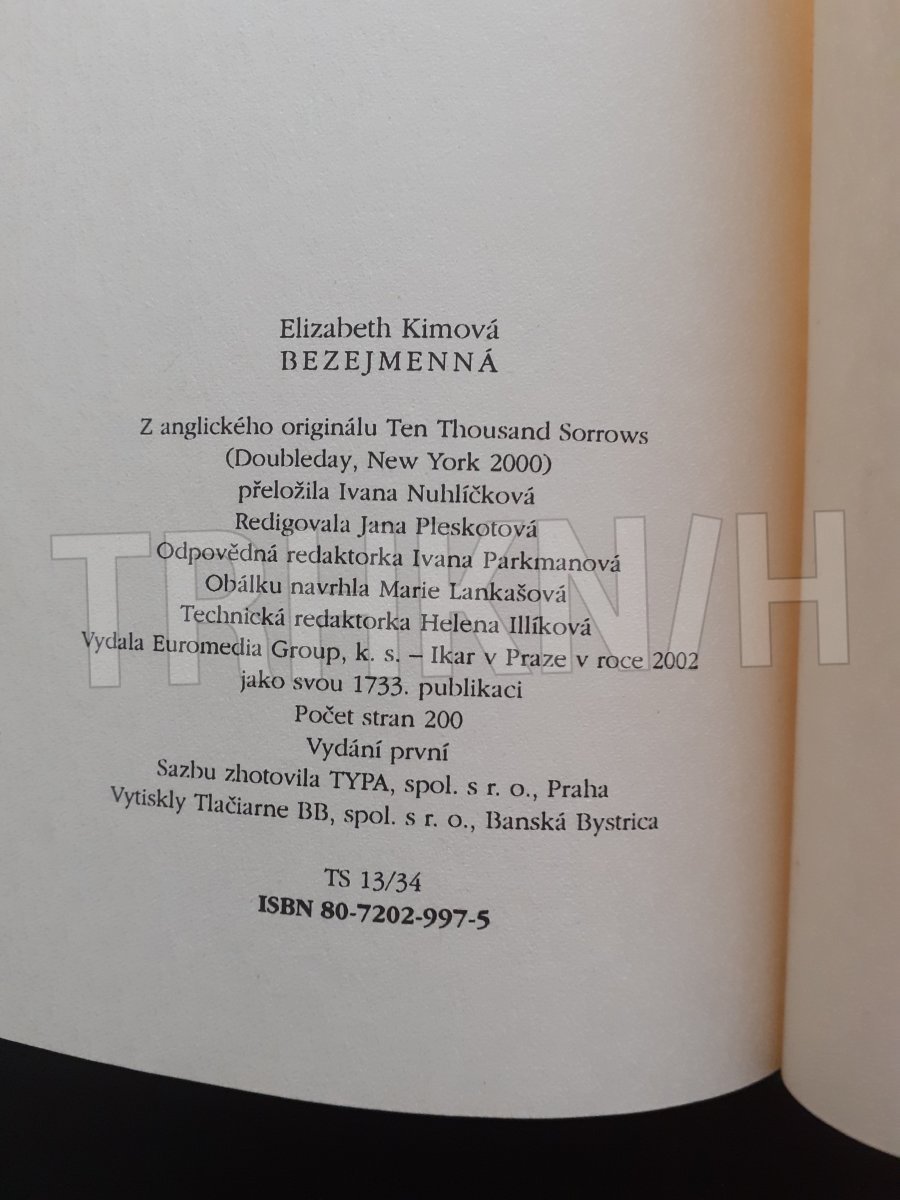 Elizabeth Kimová
BEZEJMENNÁ
Z anglického originálu Ten Thousand Sorrows
(Doubleday, New York 2000)
přeložila Ivana Nuhlíčková
Redigovala Jana Pleskotová
Odpovědná redaktorka Ivana Parkmanová
Obálku navrhla Marie Lankašová
Technická redaktorka Helena Illíková
Vydala Euromedia Group, k. s. – Ikar v Praze v roce 2002
jako svou 1733. publikaci
Počet stran 200
Vydání první
Sazbu zhotovila TYPA, spol. s r. o., Praha
Vytiskly Tlačiarne BB, spol. s r. o., Banská Bystrica
TS 13/34
ISBN 80-7202-997-5
TRHKNIH